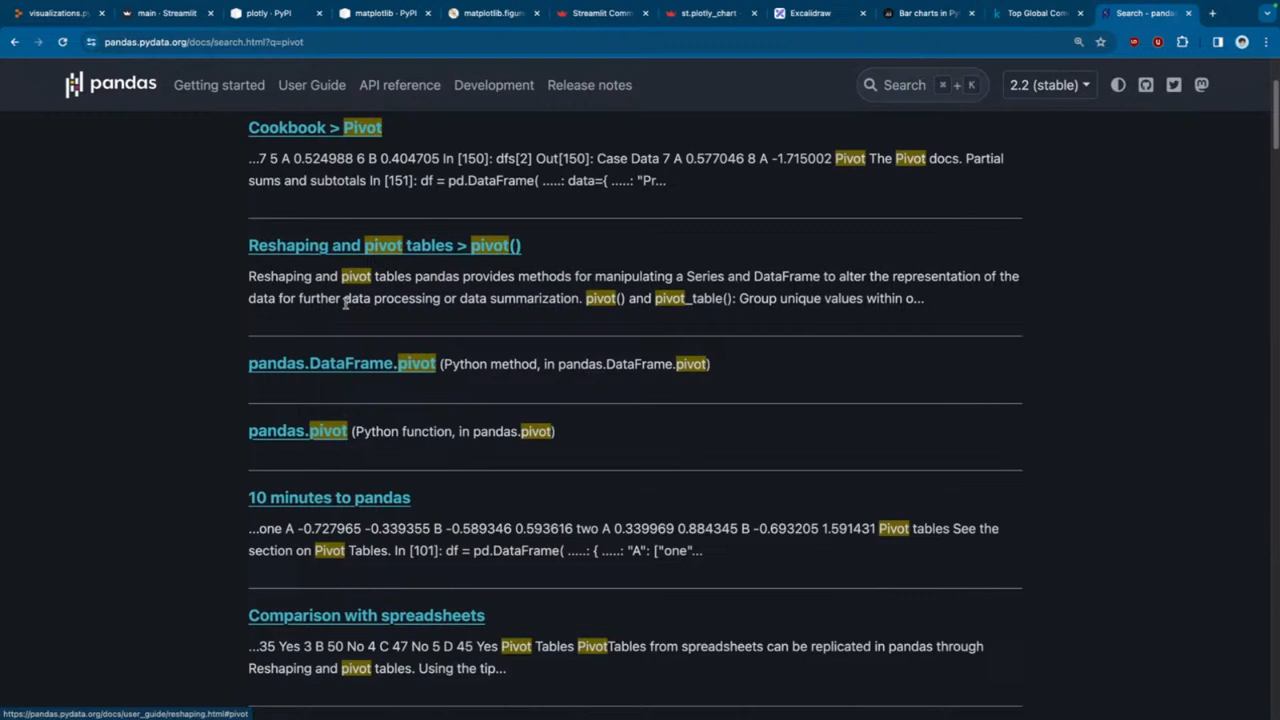 visualizations.p
main · Streamlit
plotly · PyPI
matplotlib · PyPI
matplotlib.figur
Streamlit Comm
st.plotly_chart
Excalidraw
Bar charts in Py
Top Global Com
Search - panda
pandas.pydata.org/docs/search.html?q=pivot
pandas
Getting started
User Guide
API reference
Development
Release notes
Search ⌘ + K
2.2 (stable)
Cookbook > Pivot
...7 5 A 0.524988 6 B 0.404705 In [150]: dfs[2] Out[150]: Case Data 7 A 0.577046 8 A -1.715002 Pivot The Pivot docs. Partial
sums and subtotals In [151]: df = pd.DataFrame( .....: data={ .....: "Pr...
Reshaping and pivot tables > pivot()
Reshaping and pivot tables pandas provides methods for manipulating a Series and DataFrame to alter the representation of the
data for further data processing or data summarization. pivot() and pivot_table(): Group unique values within o...
pandas.DataFrame.pivot (Python method, in pandas.DataFrame.pivot)
pandas.pivot (Python function, in pandas.pivot)
10 minutes to pandas
...one A -0.727965 -0.339355 B -0.589346 0.593616 two A 0.339969 0.884345 B -0.693205 1.591431 Pivot tables See the
section on Pivot Tables. In [101]: df = pd.DataFrame( .....: { .....: "A": ["one"...
Comparison with spreadsheets
...35 Yes 3 B 50 No 4 C 47 No 5 D 45 Yes Pivot Tables PivotTables from spreadsheets can be replicated in pandas through
Reshaping and pivot tables. Using the tip...
https://pandas.pydata.org/docs/user_guide/reshaping.html#pivot